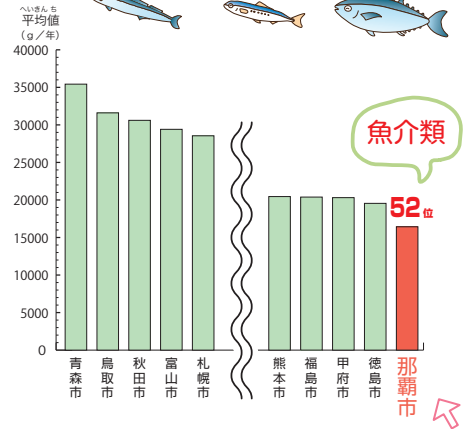 へいきんち
平均値
（g／年）
40000
35000
30000
25000
20000
15000
10000
5000
0
魚介類
52位
青森市
鳥取市
秋田市
富山市
札幌市
熊本市
福島市
甲府市
徳島市
那覇市